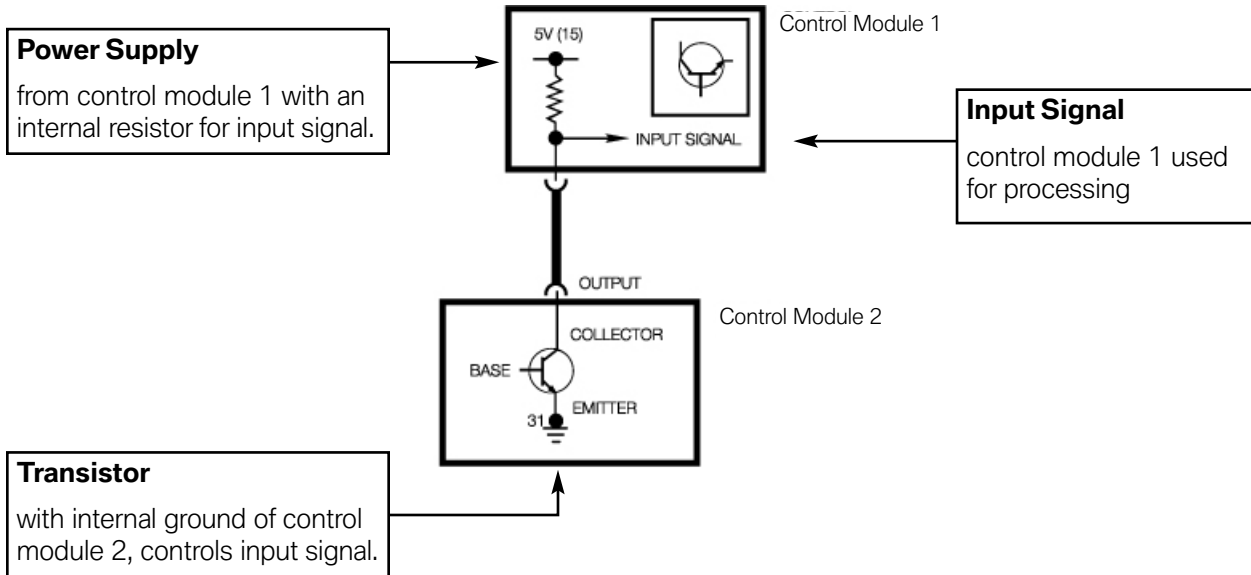 Control Module 1
Power Supply
from control module 1 with an
internal resistor for input signal.
5V (15)
INPUT SIGNAL
Input Signal
control module 1 used
for processing
OUTPUT
Control Module 2
COLLECTOR
BASE
EMITTER
31
Transistor
with internal ground of control
module 2, controls input signal.